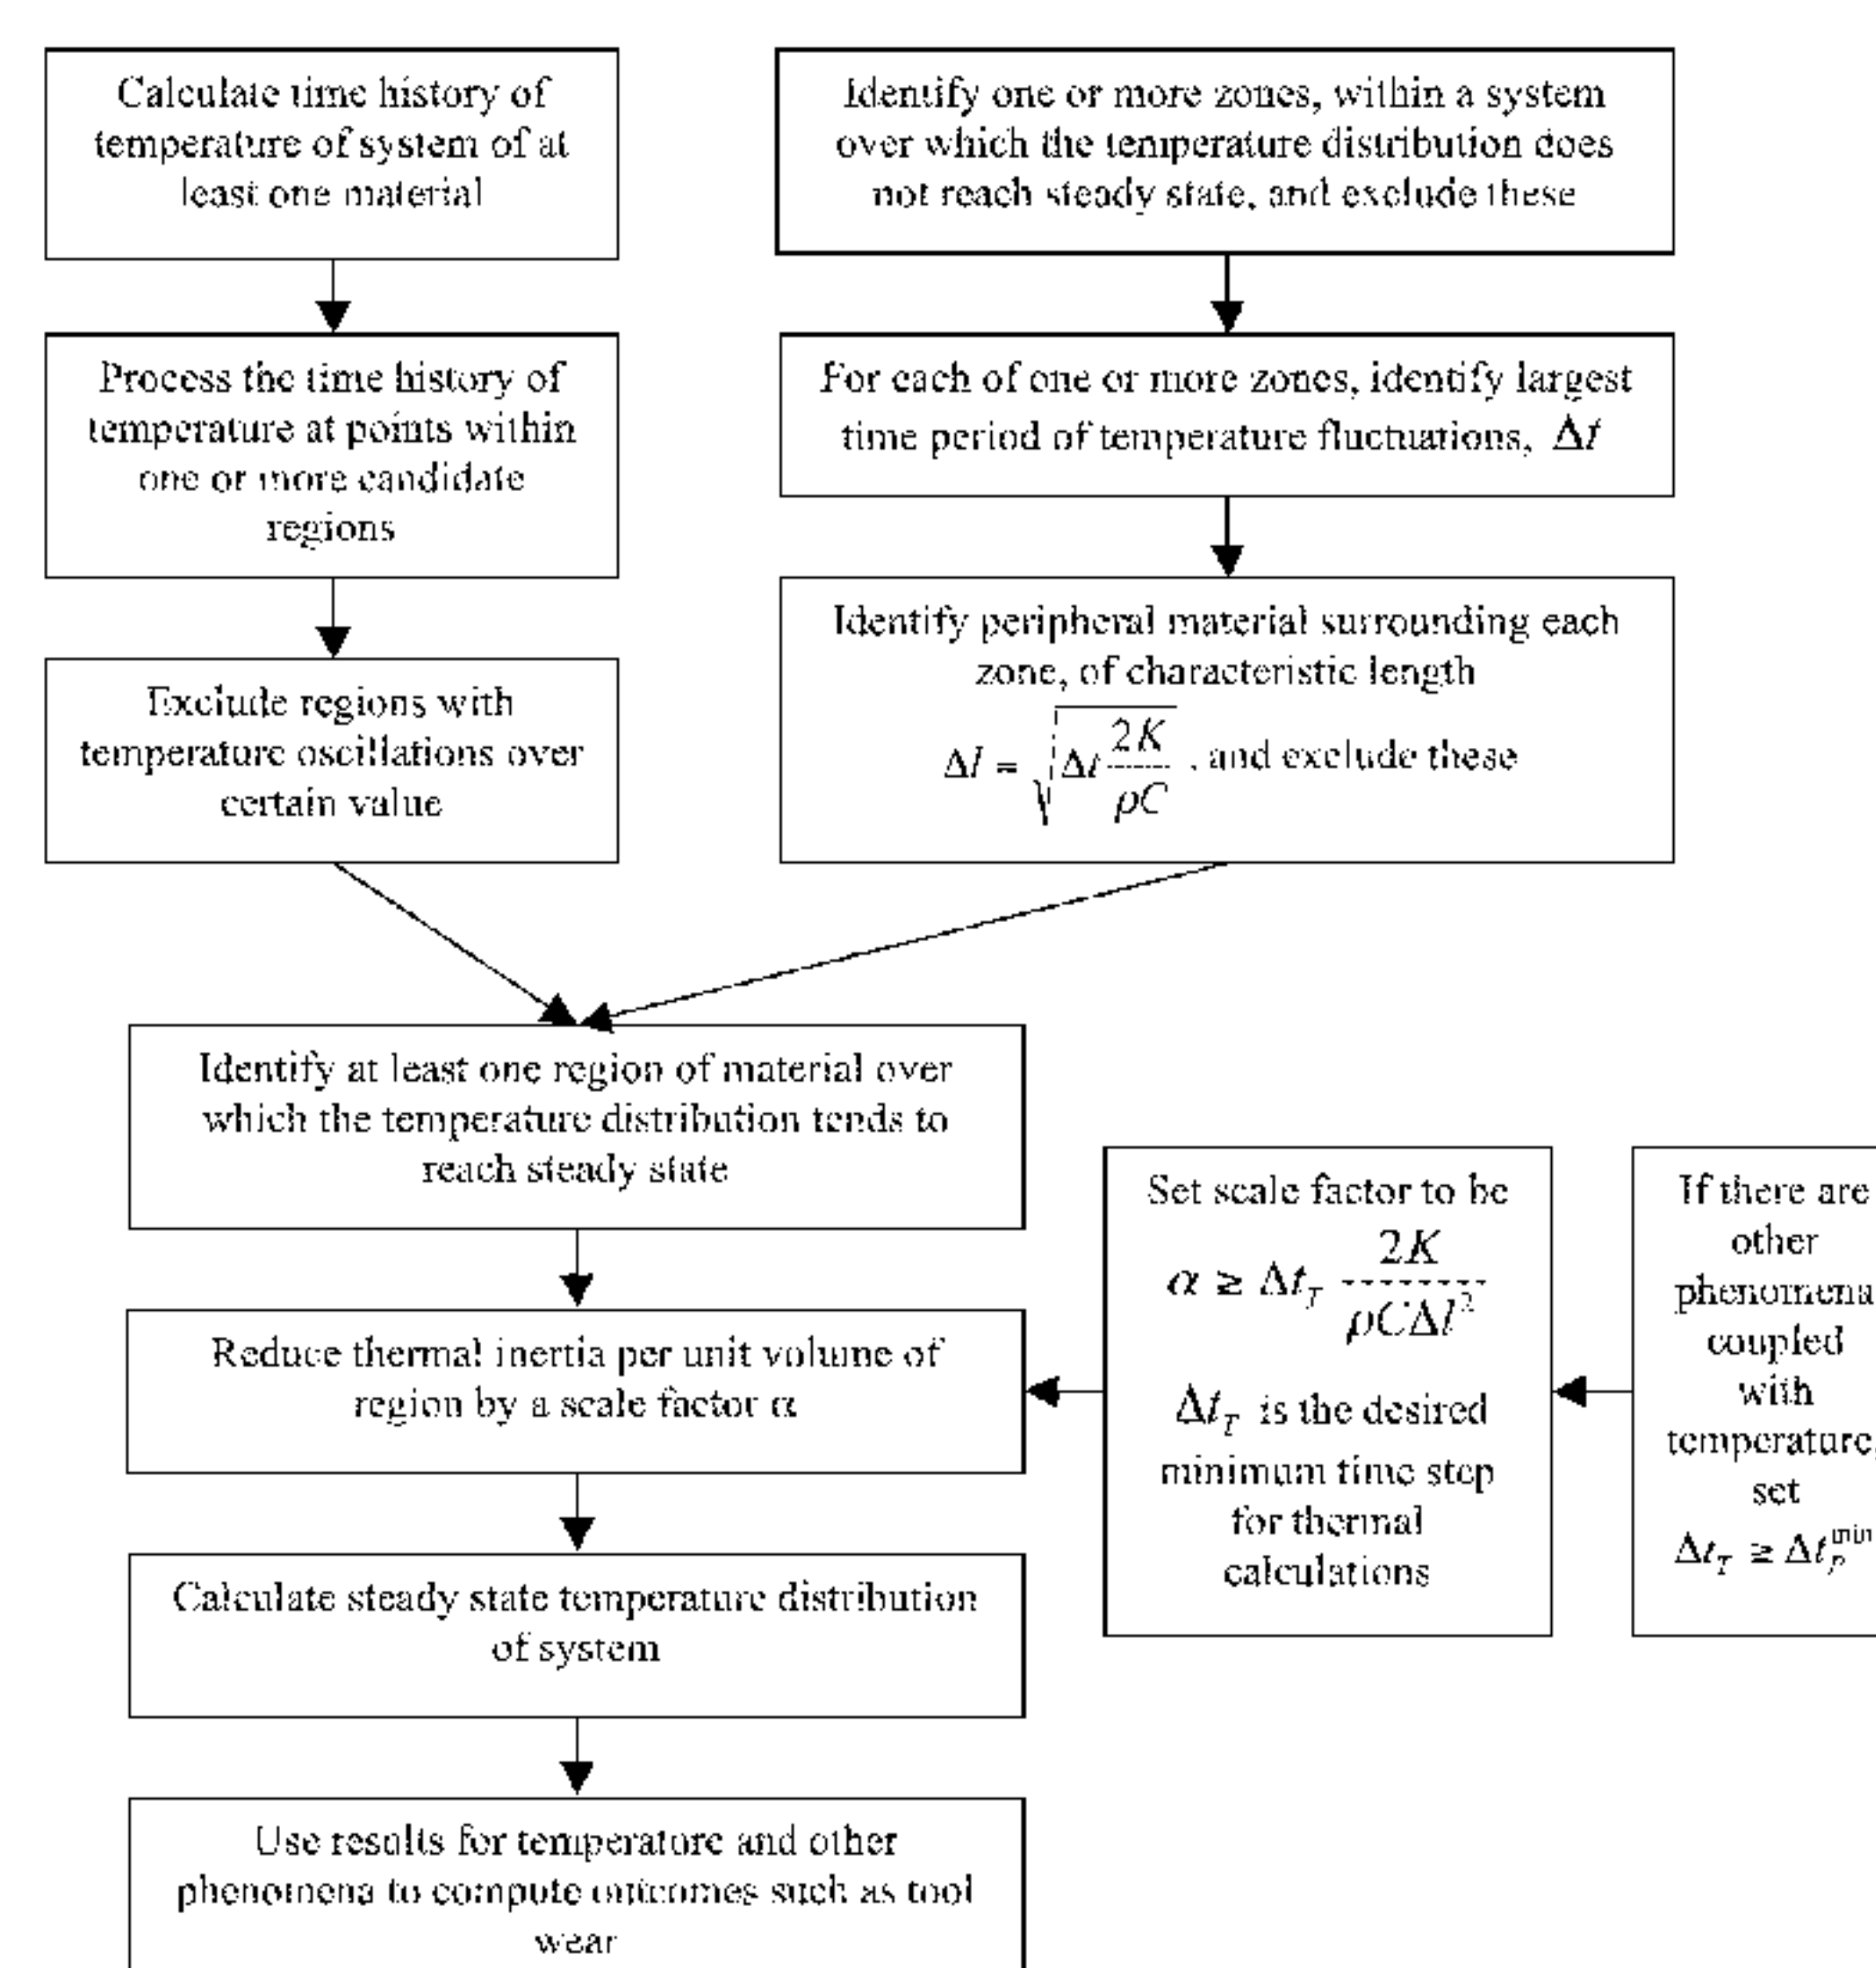 Calculate time history of
temperature of system of at
least one material
Identify one or more zones, within a system
over which the temperature distribution does
not reach steady state, and exclude these
Process the time history of
temperature at points within
one or more candidate
regions
For each of one or more zones, identify largest
time period of temperature fluctuations, Δt
Exclude regions with
temperature oscillations over
certain value
Identify peripheral material surrounding each
zone, of characteristic length
Δl = √(Δt 2K/ρC) , and exclude these
Identify at least one region of material over
which the temperature distribution tends to
reach steady state
Reduce thermal inertia per unit volume of
region by a scale factor α
Set scale factor to be
α ≥ Δt_T 2K/ρCΔl²
Δt_T is the desired
minimum time step
for thermal
calculations
If there are
other
phenomena
coupled
with
temperature,
set
Δt_T ≥ Δt_P^min
Calculate steady state temperature distribution
of system
Use results for temperature and other
phenomena to compute outcomes such as tool
wear